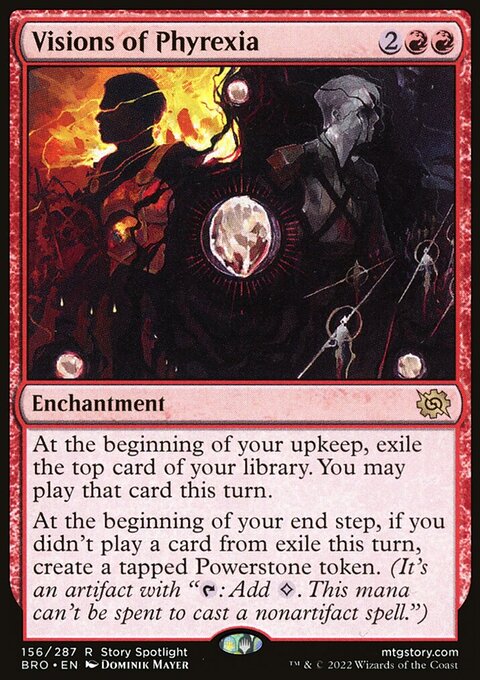 Visions of Phyrexia 2
Enchantment
At the beginning of your upkeep, exile
the top card of your library. You may
play that card this turn.
At the beginning of your end step, if you
didn't play a card from exile this turn,
create a tapped Powerstone token. (It's
an artifact with “: Add . This mana
can't be spent to cast a nonartifact spell.”)
156/287 R Story Spotlight
BRO • EN Dominik Mayer
mtgstory.com
™ & © 2022 Wizards of the Coast